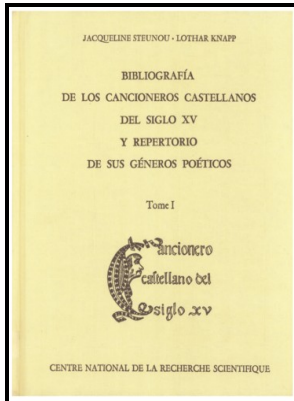 JACQUELINE STEUNOU · LOTHAR KNAPP
BIBLIOGRAFÍA
DE LOS CANCIONEROS CASTELLANOS
DEL SIGLO XV
Y REPERTORIO
DE SUS GÉNEROS POÉTICOS
Tome I
Cancionero
castellano del
siglo .xv
CENTRE NATIONAL DE LA RECHERCHE SCIENTIFIQUE